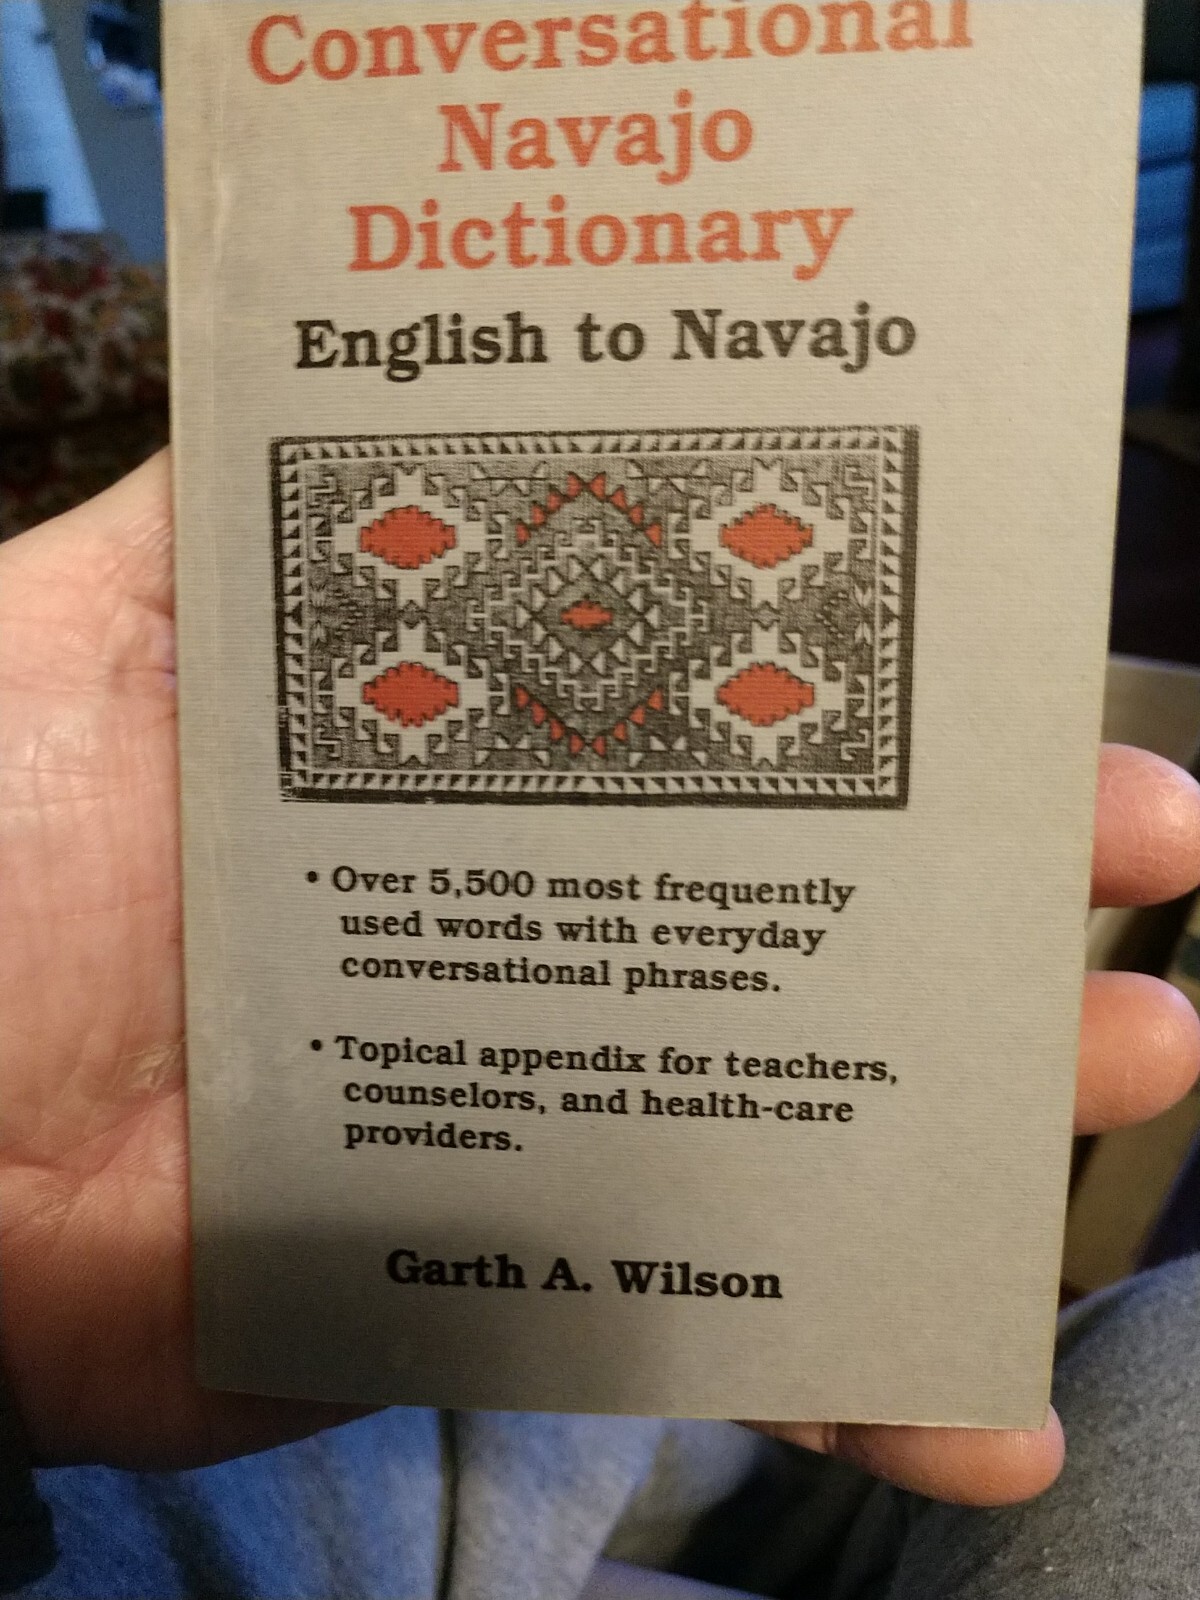 Conversational
Navajo
Dictionary
English to Navajo
• Over 5,500 most frequently
used words with everyday
conversational phrases.
• Topical appendix for teachers,
counselors, and health-care
providers.
Garth A. Wilson